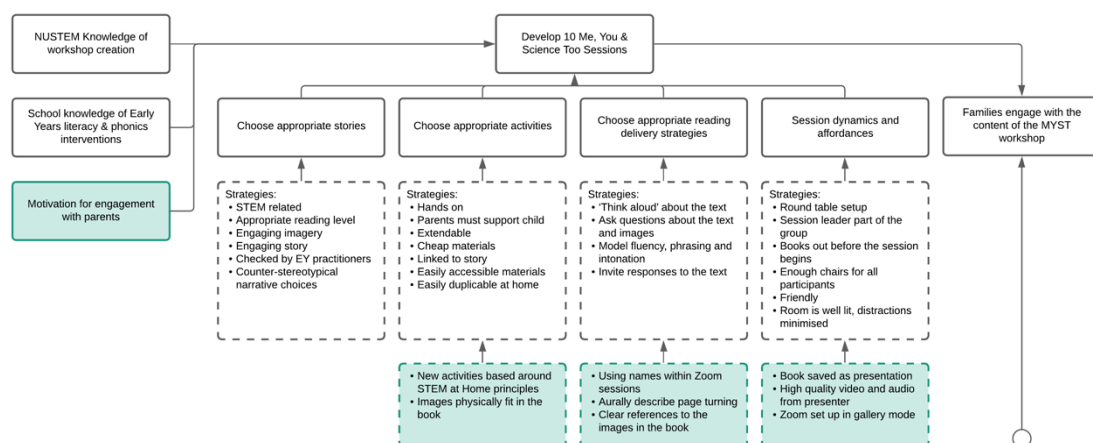 NUSTEM Knowledge of
workshop creation
Develop 10 Me, You &
Science Too Sessions
School knowledge of Early
Years literacy & phonics
interventions
Choose appropriate stories
Choose appropriate activities
Choose appropriate reading
delivery strategies
Session dynamics and
affordances
Families engage with the
content of the MYST
workshop
Motivation for engagement
with parents
Strategies:
• STEM related
• Appropriate reading level
• Engaging imagery
• Engaging story
• Checked by EY practitioners
• Counter-stereotypical
narrative choices
Strategies:
• Hands on
• Parents must support child
• Extendable
• Cheap materials
• Linked to story
• Easily accessible materials
• Easily duplicable at home
Strategies:
• 'Think aloud' about the text
• Ask questions about the text
and images
• Model fluency, phrasing and
intonation
• Invite responses to the text
Strategies:
• Round table setup
• Session leader part of the
group
• Books out before the session
begins
• Enough chairs for all
participants
• Friendly
• Room is well lit, distractions
minimised
• New activities based around
STEM at Home principles
• Images physically fit in the
book
• Using names within Zoom
sessions
• Aurally describe page turning
• Clear references to the
images in the book
• Book saved as presentation
• High quality video and audio
from presenter
• Zoom set up in gallery mode